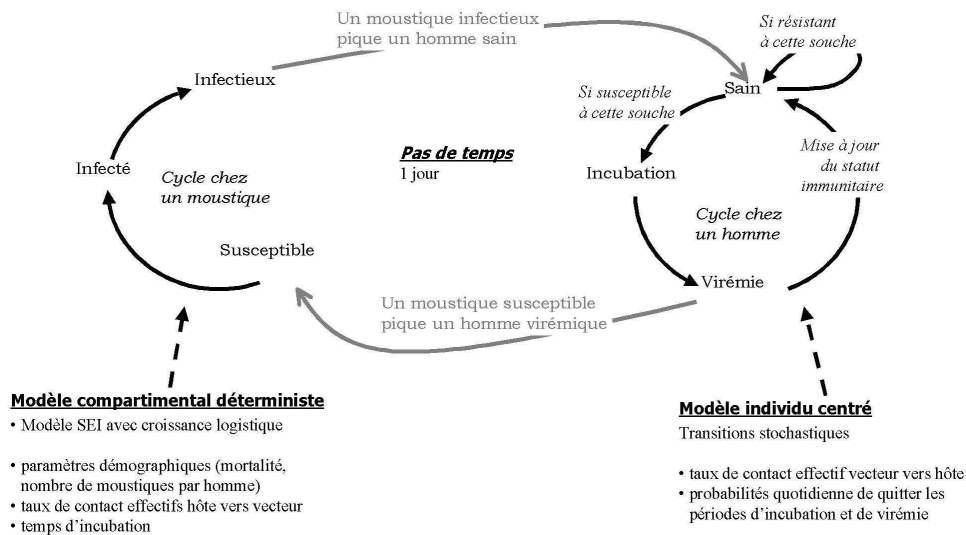 Un moustique infectieux
pique un homme sain
Si résistant
à cette souche
Infectieux
Sain
Si susceptible
à cette souche
Pas de temps
1 jour
Mise à jour
du statut
immunitaire
Infecté
Incubation
Cycle chez
un moustique
Cycle chez
un homme
Susceptible
Virémie
Un moustique susceptible
pique un homme virémique
Modèle compartimental déterministe
• Modèle SEI avec croissance logistique
• paramètres démographiques (mortalité,
nombre de moustiques par homme)
• taux de contact effectifs hôte vers vecteur
• temps d’incubation
Modèle individu centré
Transitions stochastiques
• taux de contact effectif vecteur vers hôte
• probabilités quotidienne de quitter les
périodes d’incubation et de virémie